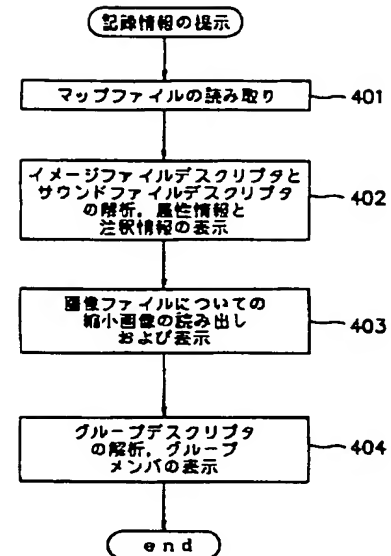 記録情報の提示
マップファイルの読み取り
401
イメージファイルデスクリプタと
サウンドファイルデスクリプタ
の解析，属性情報と
注釈情報の表示
402
画像ファイルについての
縮小画像の読み出し
および表示
403
グループデスクリプタ
の解析，グループ
メンバの表示
404
end